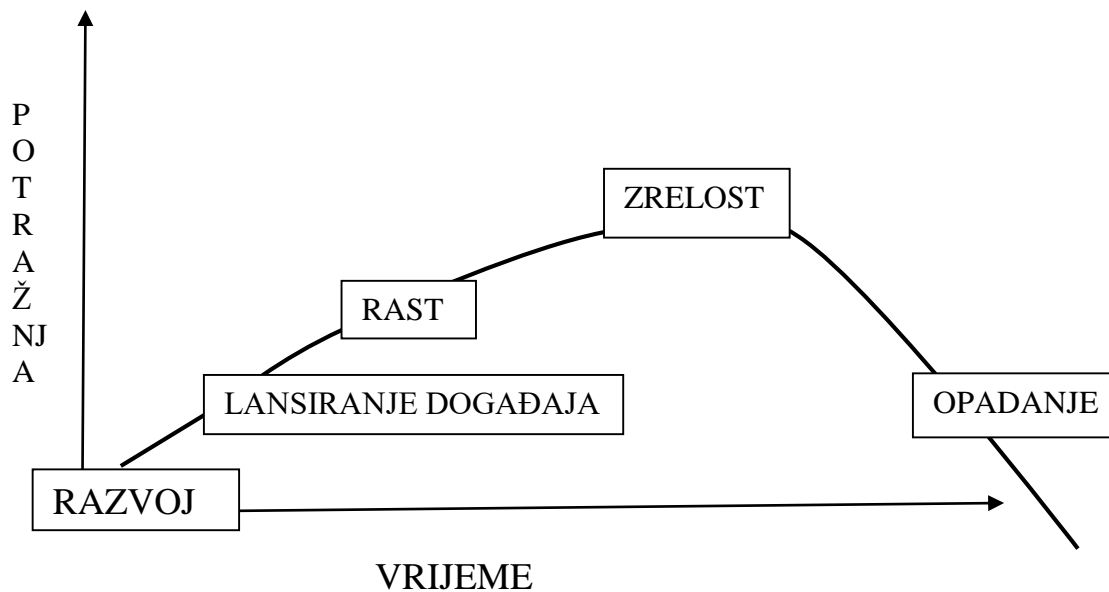 P
O
T
R
A
Ž
NJ
A
ZRELOST
RAST
LANSIRANJE DOGAĐAJA
OPADANJE
RAZVOJ
VRIJEME